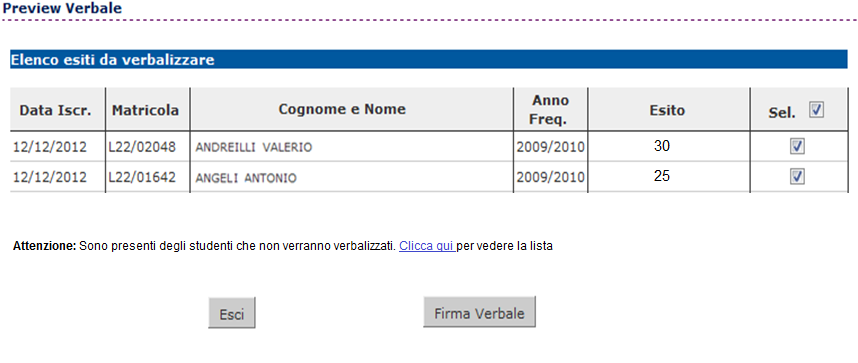 Preview Verbale
Elenco esiti da verbalizzare
Data Iscr. Matricola Cognome e Nome Anno Freq. Esito Sel.
12/12/2012 L22/02048 ANDREILLI VALERIO 2009/2010 30
12/12/2012 L22/01642 ANGELI ANTONIO 2009/2010 25
Attenzione: Sono presenti degli studenti che non verranno verbalizzati. Clicca qui per vedere la lista
Esci Firma Verbale